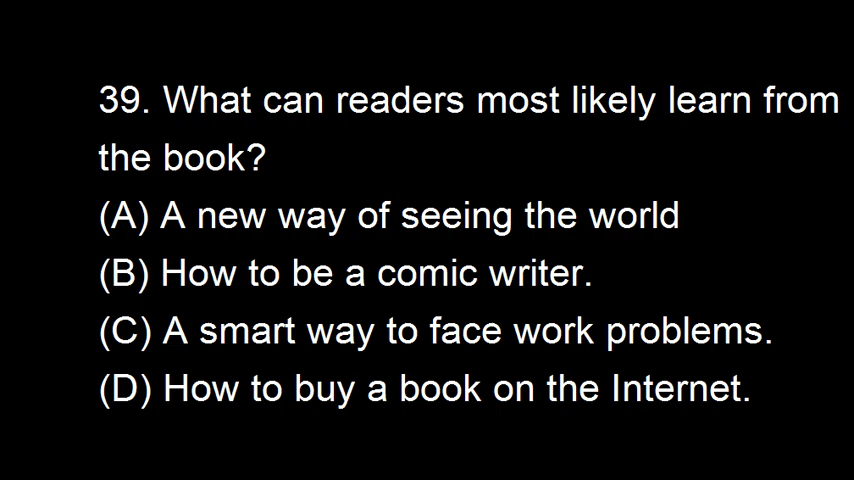 39. What can readers most likely learn from
the book?
(A) A new way of seeing the world
(B) How to be a comic writer.
(C) A smart way to face work problems.
(D) How to buy a book on the Internet.